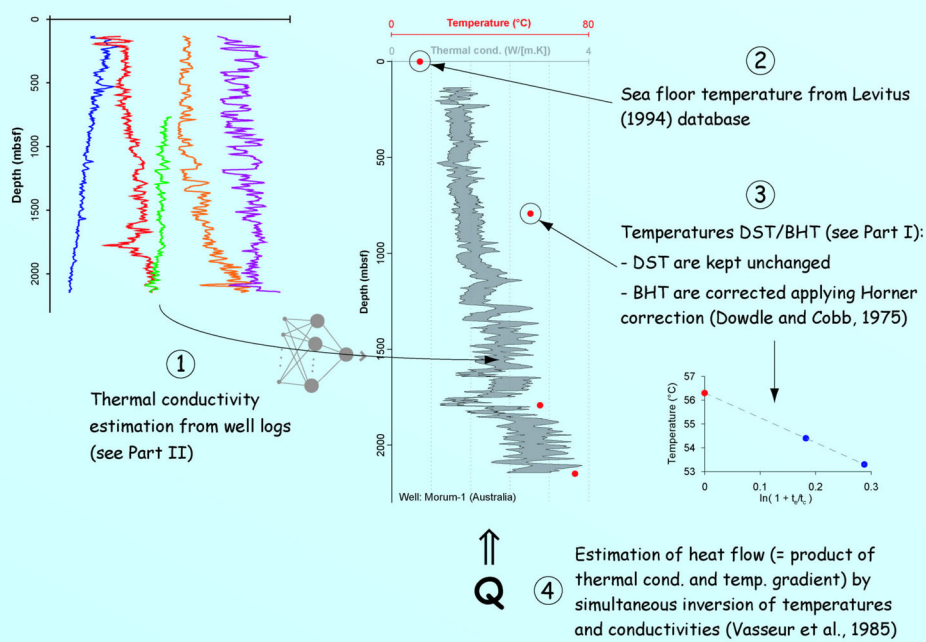 0
500
1000
1500
2000
Depth (mbsf)
1
Thermal conductivity
estimation from well logs
(see Part II)
Temperature (°C)
0 80
Thermal cond. (W/[m.K])
0 4
0
500
1000
1500
2000
Depth (mbsf)
Well: Morum-1 (Australia)
2
Sea floor temperature from Levitus
(1994) database
3
Temperatures DST/BHT (see Part I):
- DST are kept unchanged
- BHT are corrected applying Horner
correction (Dowdle and Cobb, 1975)
57
56
55
54
53
Temperature (°C)
0 0.1 0.2 0.3
⇑
Q
4
Estimation of heat flow (= product of
thermal cond. and temp. gradient) by
simultaneous inversion of temperatures
and conductivities (Vasseur et al., 1985)